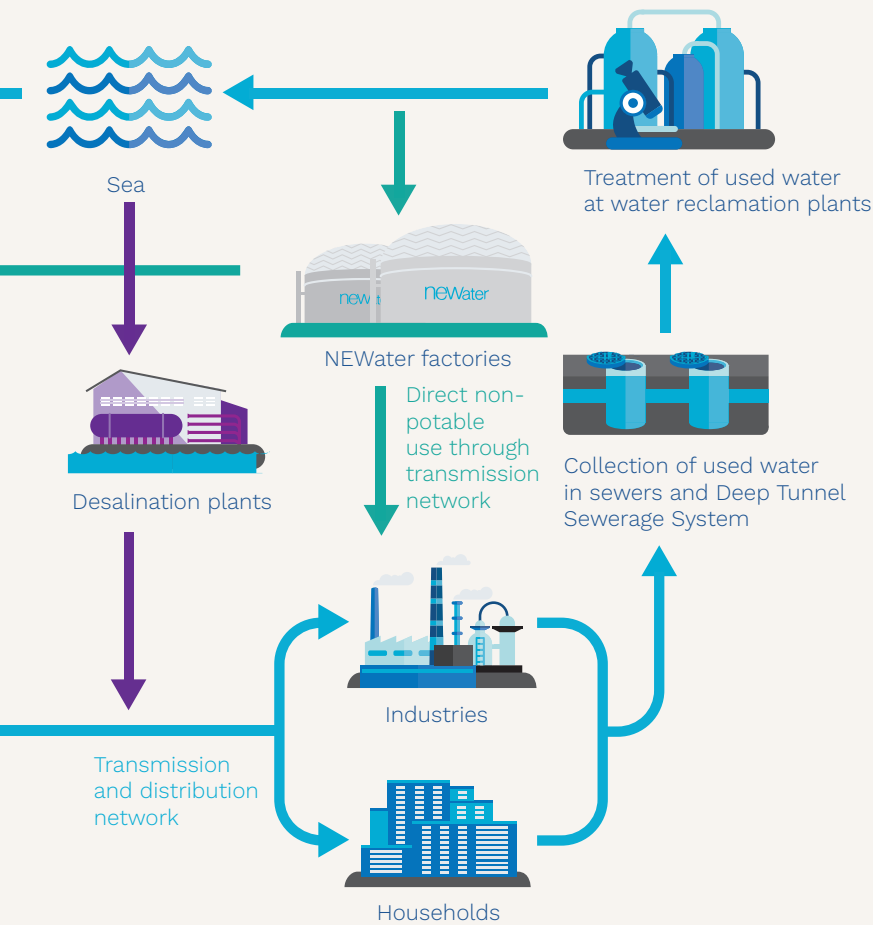 Sea
Treatment of used water
at water reclamation plants
newater
NEWater factories
Direct non-
potable
use through
transmission
network
Desalination plants
Collection of used water
in sewers and Deep Tunnel
Sewerage System
Industries
Transmission
and distribution
network
Households